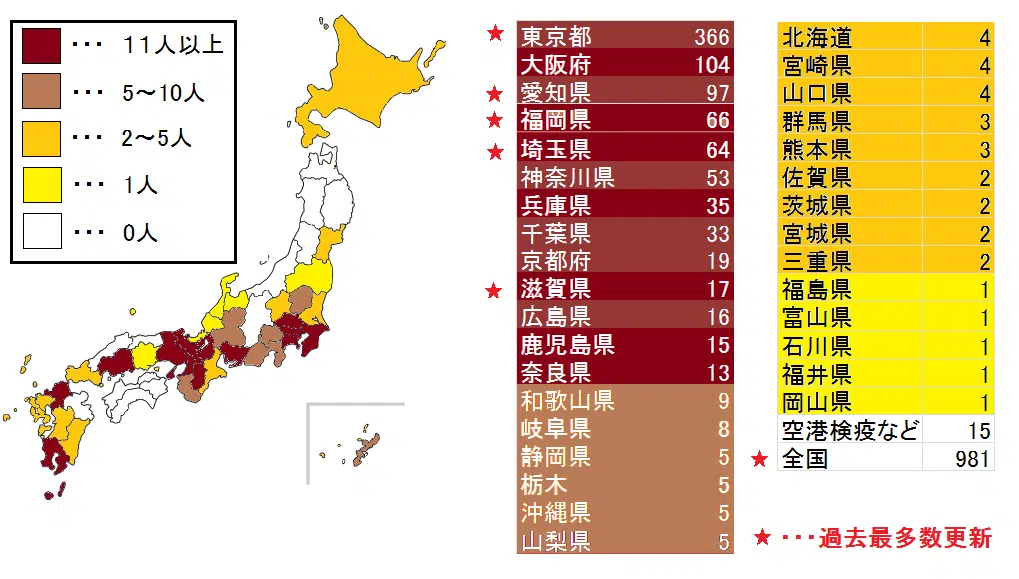 ･･･ 11人以上
･･･ 5～10人
･･･ 2～5人
･･･ 1人
･･･ 0人
★ 東京都 366
大阪府 104
★ 愛知県 97
★ 福岡県 66
★ 埼玉県 64
神奈川県 53
兵庫県 35
千葉県 33
京都府 19
★ 滋賀県 17
広島県 16
鹿児島県 15
奈良県 13
和歌山県 9
岐阜県 8
静岡県 5
栃木 5
沖縄県 5
山梨県 5
北海道 4
宮崎県 4
山口県 4
群馬県 3
熊本県 3
佐賀県 2
茨城県 2
宮城県 2
三重県 2
福島県 1
富山県 1
石川県 1
福井県 1
岡山県 1
空港検疫など 15
★ 全国 981
★ ･･･過去最多数更新